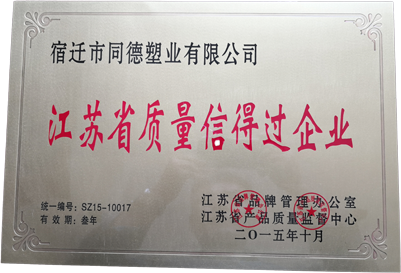 宿迁市同德塑业有限公司
江苏省质量信得过企业
统一编号：SZ15-10017
有 效 期：叁年
江苏省品牌管理办公室
江苏省产品质量监督中心
二〇一五年十月